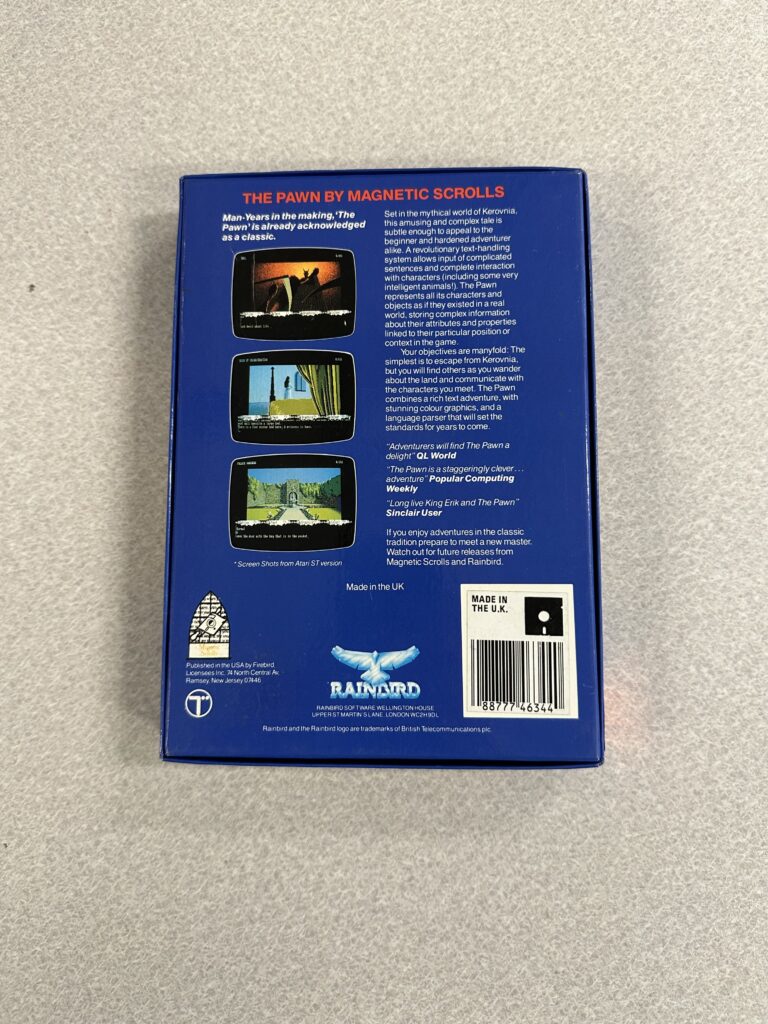 THE PAWN BY MAGNETIC SCROLLS
Man-Years in the making, 'The
Pawn' is already acknowledged
as a classic.
* Screen Shots from Atari ST version
Set in the mythical world of Kerovnia,
this amusing and complex tale is
subtle enough to appeal to the
beginner and hardened adventurer
alike. A revolutionary text-handling
system allows input of complicated
sentences and complete interaction
with characters (including some very
intelligent animals!). The Pawn
represents all its characters and
objects as if they existed in a real
world, storing complex information
about their attributes and properties
linked to their particular position or
context in the game.
Your objectives are manyfold: The
simplest is to escape from Kerovnia,
but you will find others as you wander
about the land and communicate with
the characters you meet. The Pawn
combines a rich text adventure, with
stunning colour graphics, and a
language parser that will set the
standards for years to come.
"Adventurers will find The Pawn a
delight" QL World
"The Pawn is a staggeringly clever...
adventure" Popular Computing
Weekly
"Long live King Erik and The Pawn"
Sinclair User
If you enjoy adventures in the classic
tradition prepare to meet a new master.
Watch out for future releases from
Magnetic Scrolls and Rainbird.
Made in the UK
MADE IN
THE U.K.
88777 46344
Magnetic
Scrolls
Published in the USA by Firebird
Licensees Inc. 74 North Central Av.
Ramsey, New Jersey 07446
T
RAINBIRD
RAINBIRD SOFTWARE WELLINGTON HOUSE
UPPER ST MARTIN'S LANE LONDON WC2H 9DL
Rainbird and the Rainbird logo are trademarks of British Telecommunications plc.